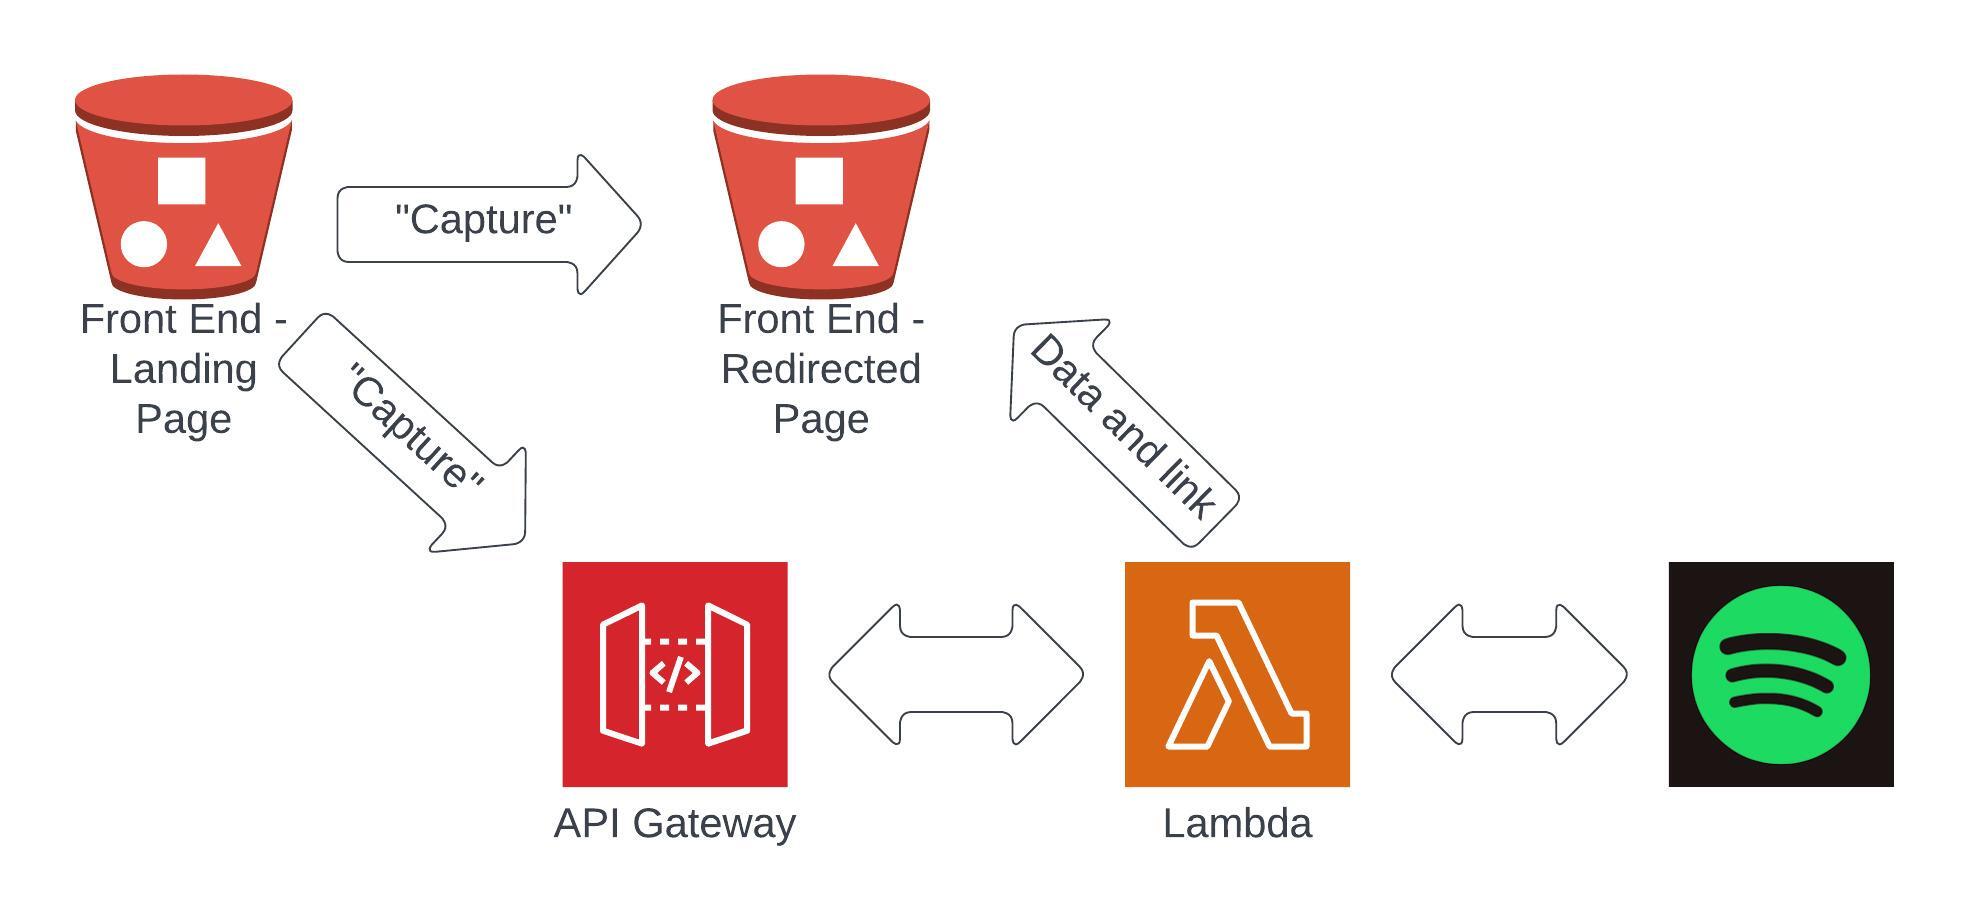 "Capture"
Front End -
Landing
Page
Front End -
Redirected
Page
"Capture"
Data and link
</>
API Gateway
Lambda